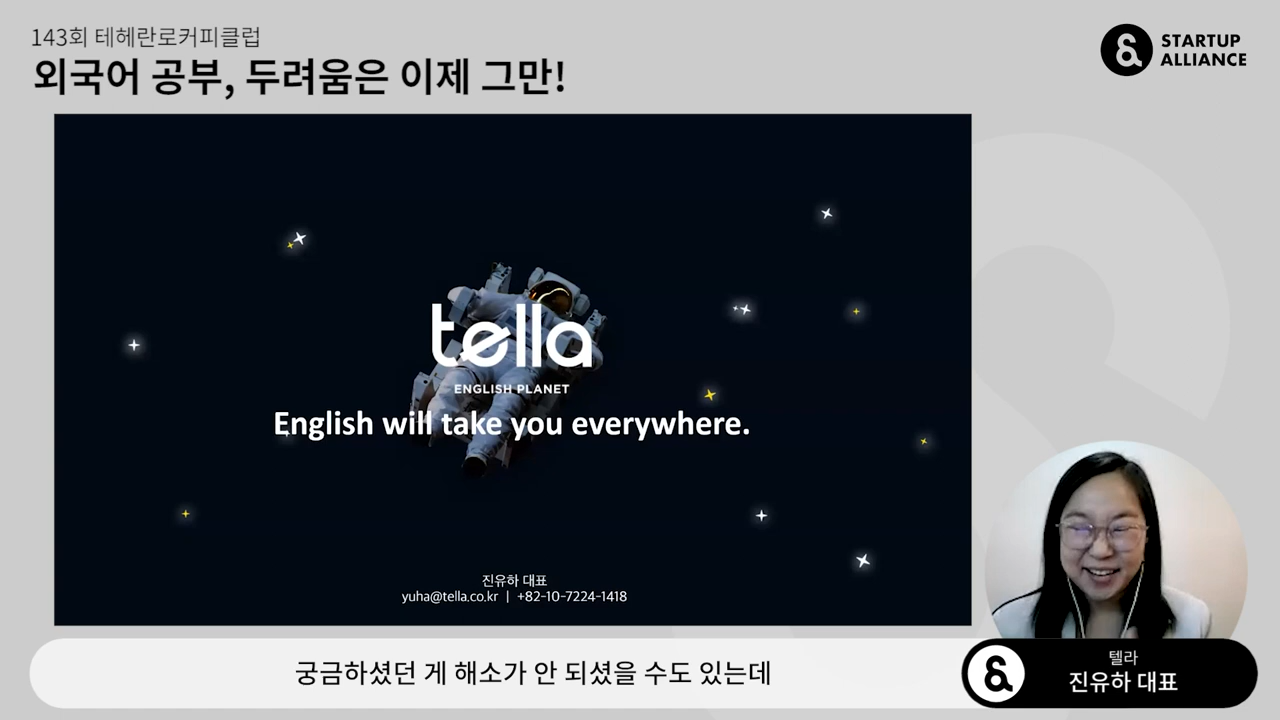 143회 테헤란로커피클럽
외국어 공부, 두려움은 이제 그만!
STARTUP
ALLIANCE
tella
ENGLISH PLANET
English will take you everywhere.
진유하 대표
yuha@tella.co.kr | +82-10-7224-1418
궁금하셨던 게 해소가 안 되셨을 수도 있는데
텔라
진유하 대표